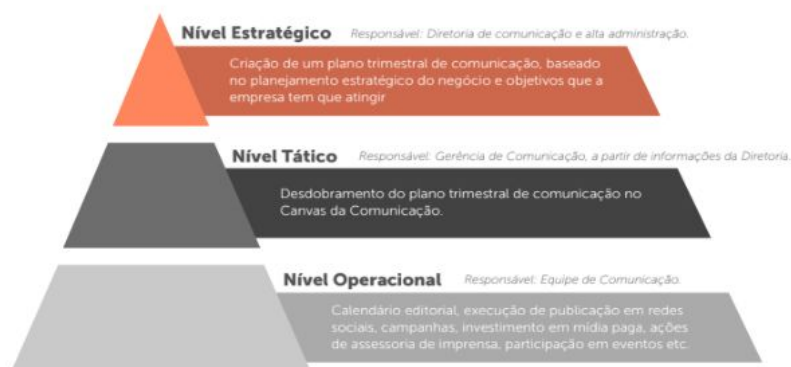 Nível Estratégico Responsável: Diretoria de comunicação e alta administração.
Criação de um plano trimestral de comunicação, baseado
no planejamento estratégico do negócio e objetivos que a
empresa tem que atingir
Nível Tático Responsável: Gerência de Comunicação, a partir de informações da Diretoria.
Desdobramento do plano trimestral de comunicação no
Canvas da Comunicação.
Nível Operacional Responsável: Equipe de Comunicação.
Calendário editorial, execução de publicação em redes
sociais, campanhas, investimento em mídia paga, ações
de assessoria de imprensa, participação em eventos etc.